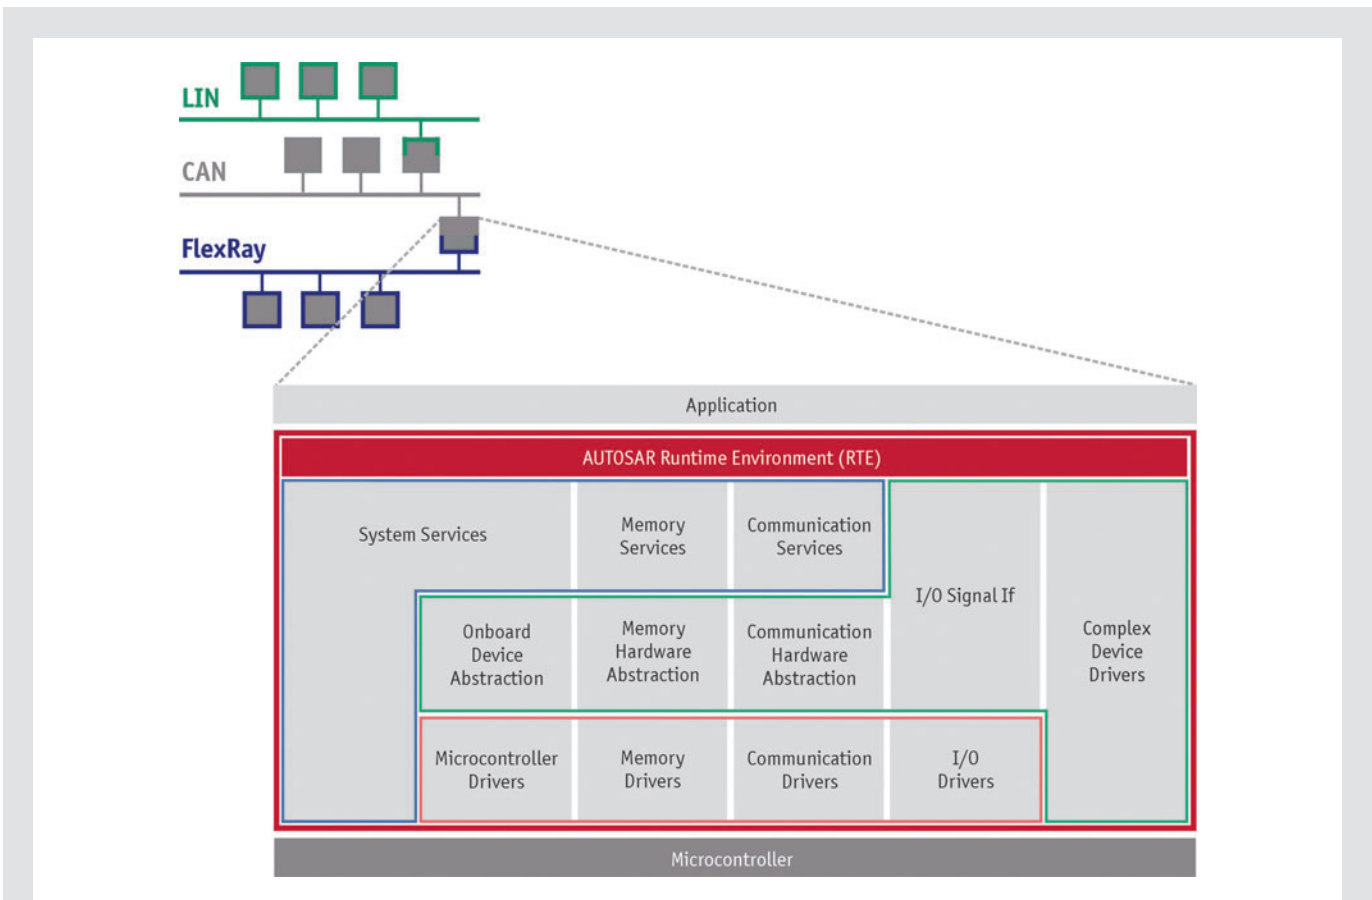 LIN
CAN
FlexRay
Application
AUTOSAR Runtime Environment (RTE)
System Services
Memory
Services
Communication
Services
I/O Signal If
Onboard
Device
Abstraction
Memory
Hardware
Abstraction
Communication
Hardware
Abstraction
Complex
Device
Drivers
Microcontroller
Drivers
Memory
Drivers
Communication
Drivers
I/O
Drivers
Microcontroller